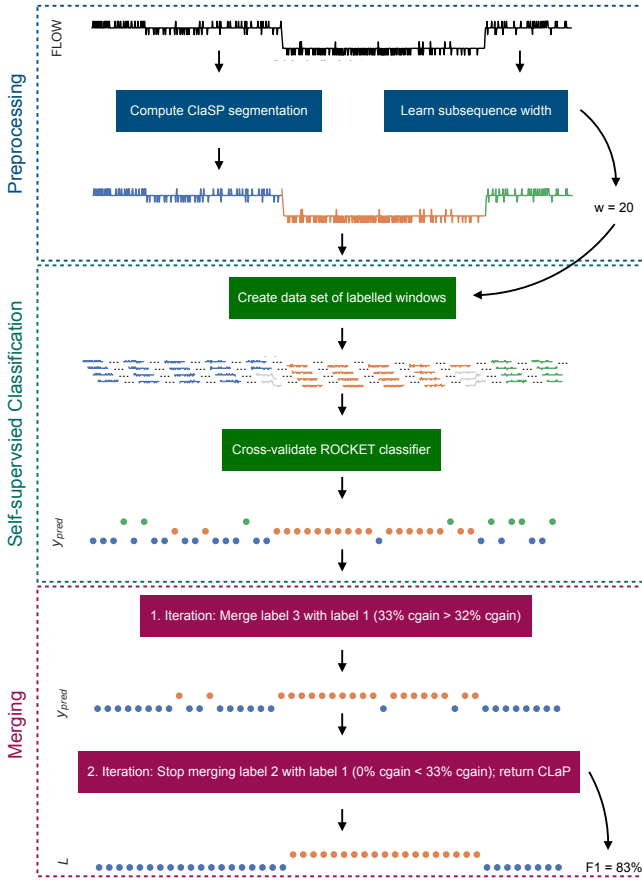 FLOW
Preprocessing
Compute ClaSP segmentation
Learn subsequence width
w = 20
Self-supervsied Classification
Create data set of labelled windows
Cross-validate ROCKET classifier
ypred
Merging
1. Iteration: Merge label 3 with label 1 (33% cgain > 32% cgain)
ypred
2. Iteration: Stop merging label 2 with label 1 (0% cgain < 33% cgain); return CLaP
L
F1 = 83%